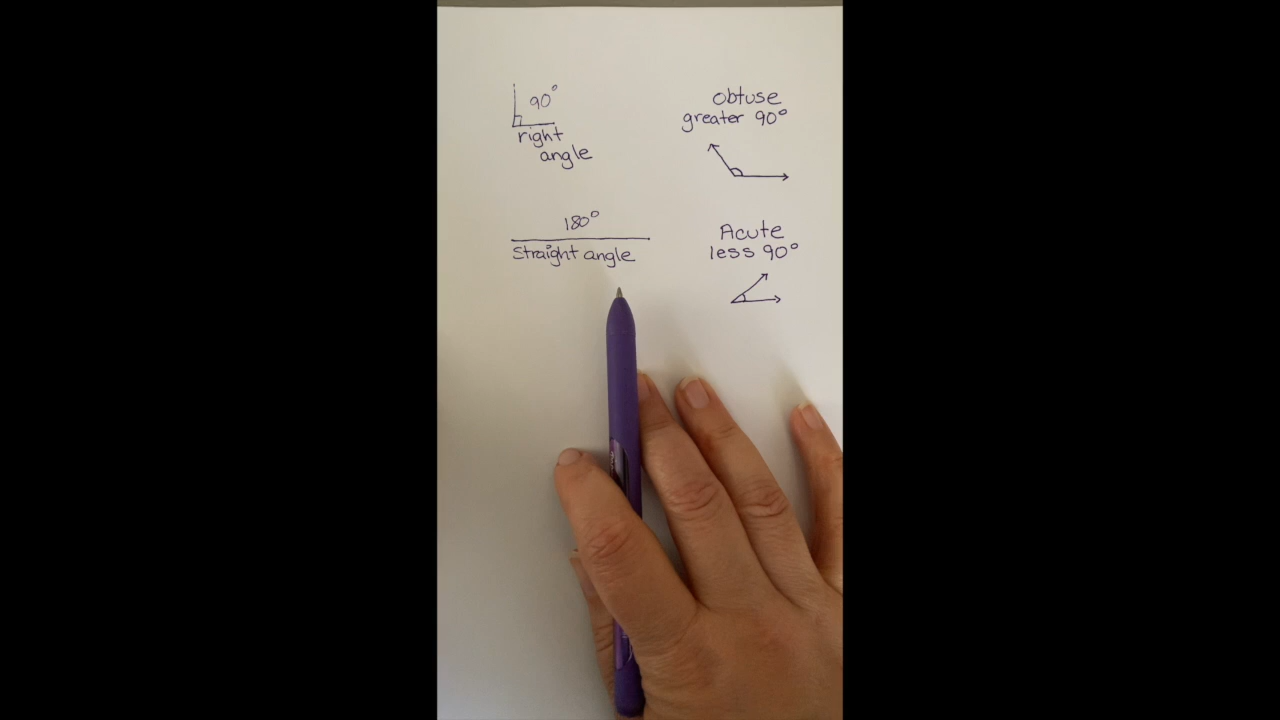 90°
right
angle
Obtuse
greater 90°
180°
Straight angle
Acute
less 90°